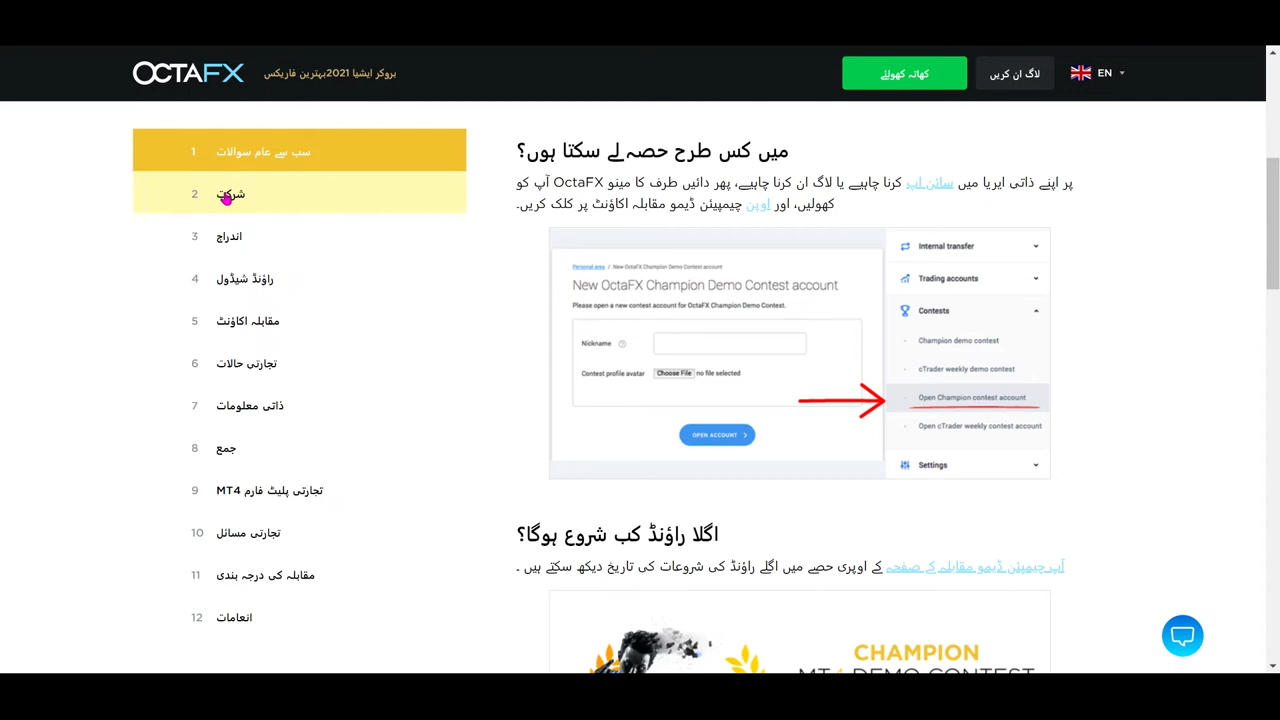 OCTAFX
بروکر ایشیا 2021بہترین فاریکس
کھاتہ کھولئے
لاگ ان کریں
EN
1 سب سے عام سوالات
2 شرکت
3 اندراج
4 راؤنڈ شیڈول
5 مقابلہ اکاؤنٹ
6 تجارتی حالات
7 ذاتی معلومات
8 جمع
9 تجارتی پلیٹ فارم MT4
10 تجارتی مسائل
11 مقابلہ کی درجہ بندی
12 انعامات
میں کس طرح حصہ لے سکتا ہوں؟
پر اپنے ذاتی ایریا میں سائن اپ کرنا چاہیے یا لاگ ان کرنا چاہیے، پھر دائیں طرف کا مینو OctaFX آپ کو
کھولیں، اور اوپن چیمپیئن ڈیمو مقابلہ اکاؤنٹ پر کلک کریں۔
Personal area / New OctaFX Champion Demo Contest account
New OctaFX Champion Demo Contest account
Please open a new contest account for OctaFX Champion Demo Contest.
Nickname
Contest profile avatar Choose File no file selected
OPEN ACCOUNT
Internal transfer
Trading accounts
Contests
Champion demo contest
cTrader weekly demo contest
Open Champion contest account
Open cTrader weekly contest account
Settings
اگلا راؤنڈ کب شروع ہوگا؟
آپ چیمپئن ڈیمو مقابلہ کے صفحہ کے اوپری حصے میں اگلے راؤنڈ کی شروعات کی تاریخ دیکھ سکتے ہیں ۔
CHAMPION
MT4 DEMO CONTEST